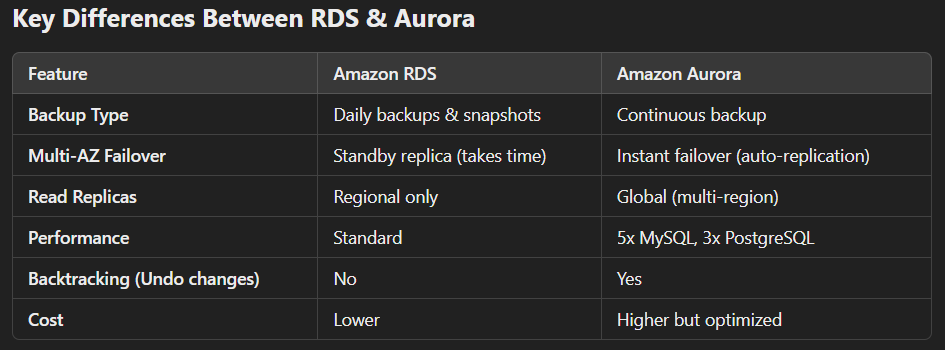 Key Differences Between RDS & Aurora
Feature Amazon RDS Amazon Aurora
Backup Type Daily backups & snapshots Continuous backup
Multi-AZ Failover Standby replica (takes time) Instant failover (auto-replication)
Read Replicas Regional only Global (multi-region)
Performance Standard 5x MySQL, 3x PostgreSQL
Backtracking (Undo changes) No Yes
Cost Lower Higher but optimized